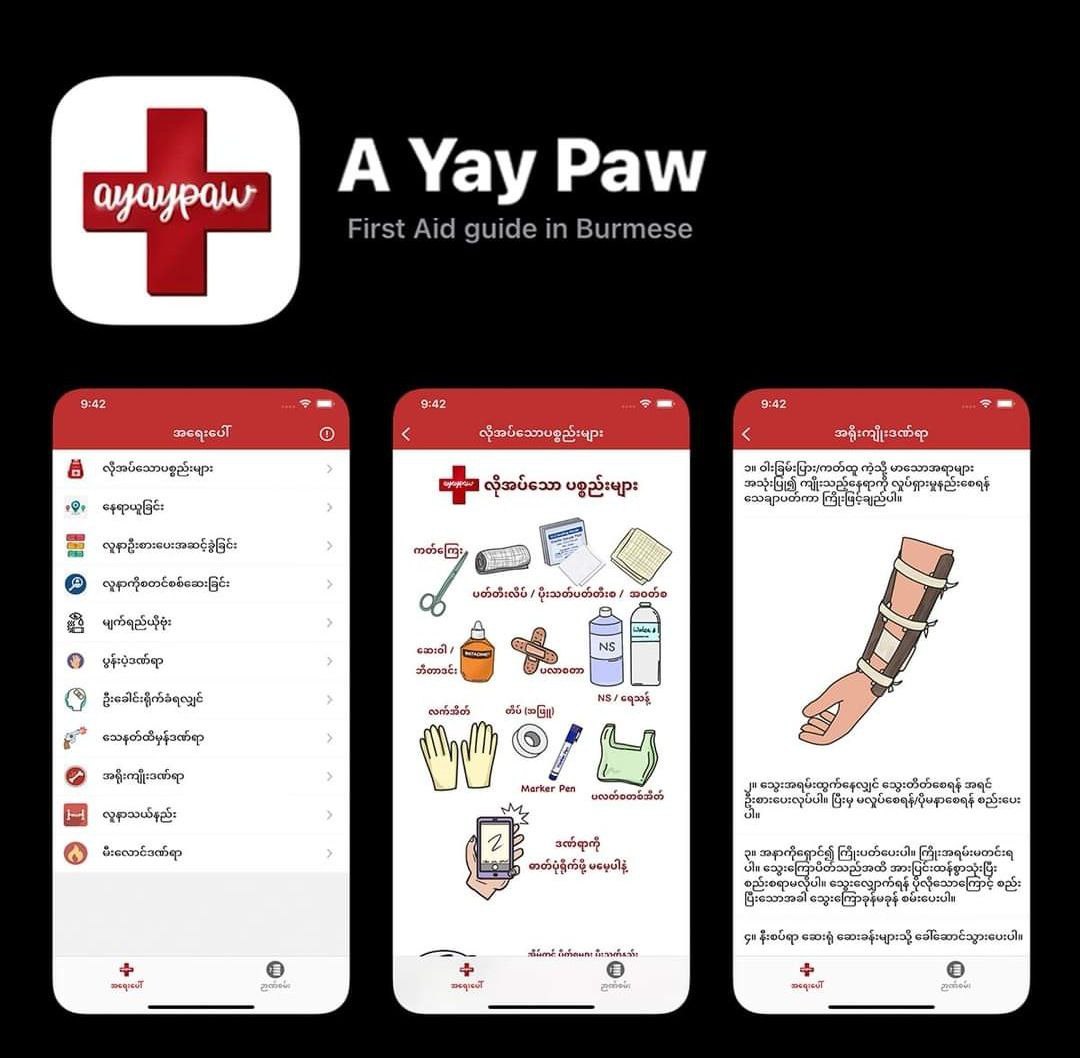 ayaypaw
A Yay Paw
First Aid guide in Burmese
9:42
အရေးပေါ်
လိုအပ်သောပစ္စည်းများ
နေရာယူခြင်း
လူနာဦးစားပေးအဆင့်ခွဲခြင်း
လူနာကိုစတင်စစ်ဆေးခြင်း
မျက်ရည်ယိုဗုံး
ပွန်းပဲ့ဒဏ်ရာ
ဦးခေါင်းရိုက်ခံရလျှင်
သေနတ်ထိမှန်ဒဏ်ရာ
အရိုးကျိုးဒဏ်ရာ
လူနာသယ်နည်း
မီးလောင်ဒဏ်ရာ
အရေးပေါ်
ဉာဏ်စမ်း
9:42
လိုအပ်သောပစ္စည်းများ
ayaypaw
လိုအပ်သော ပစ္စည်းများ
ကတ်ကြေး
ပတ်တီးလိပ် / ပိုးသတ်ပတ်တီးစ / အဝတ်စ
ဆေးဝါ /
ဘီတာဒင်း
BETADINE
ပလာစတာ
NS
Water
NS / ရေသန့်
လက်အိတ်
တိပ် (အဖြူ)
Marker Pen
Marker Pen
ပလတ်စတစ်အိတ်
ဒဏ်ရာကို
ဓာတ်ပုံရိုက်ဖို့ မမေ့ပါနဲ့
အရေးပေါ်
ဉာဏ်စမ်း
9:42
အရိုးကျိုးဒဏ်ရာ
၁။ ဝါးခြမ်းပြား/ကတ်ထူ ကဲ့သို့ မာသောအရာများ
အသုံးပြု၍ ကျိုးသည့်နေရာကို လှုပ်ရှားမှုနည်းစေရန်
သေချာပတ်ကာ ကြိုးဖြင့်ချည်ပါ။
၂။ သွေးအရမ်းထွက်နေလျှင် သွေးတိတ်စေရန် အရင်
ဦးစားပေးလုပ်ပါ။ ပြီးမှ မလှုပ်စေရန်/ပိုမနာစေရန် စည်းပေး
ပါ။
၃။ အနာကိုရှောင်၍ ကြိုးပတ်ပေးပါ။ ကြိုးအရမ်းမတင်းရ
ပါ။ သွေးကြောပိတ်သည်အထိ အားပြင်းထန်စွာသုံးပြီး
စည်းစရာမလိုပါ။ သွေးလျှောက်ရန် ပိုလိုသောကြောင့် စည်း
ပြီးသောအခါ သွေးကြောခုန်မခုန် စမ်းပေးပါ။
၄။ နီးစပ်ရာ ဆေးရုံ ဆေးခန်းများသို့ ခေါ်ဆောင်သွားပေးပါ။
အရေးပေါ်
ဉာဏ်စမ်း